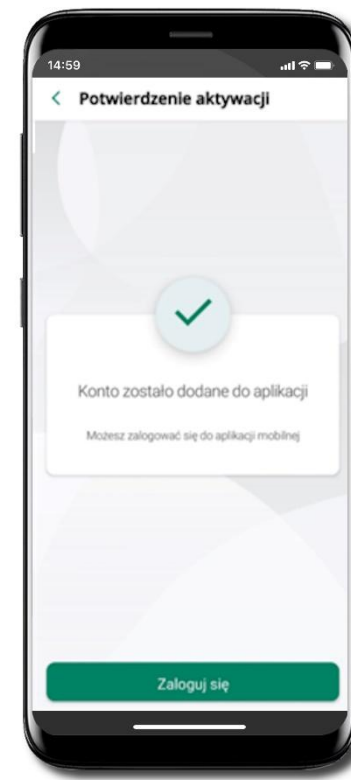 14:59
Potwierdzenie aktywacji
Konto zostało dodane do aplikacji
Możesz zalogować się do aplikacji mobilnej
Zaloguj się